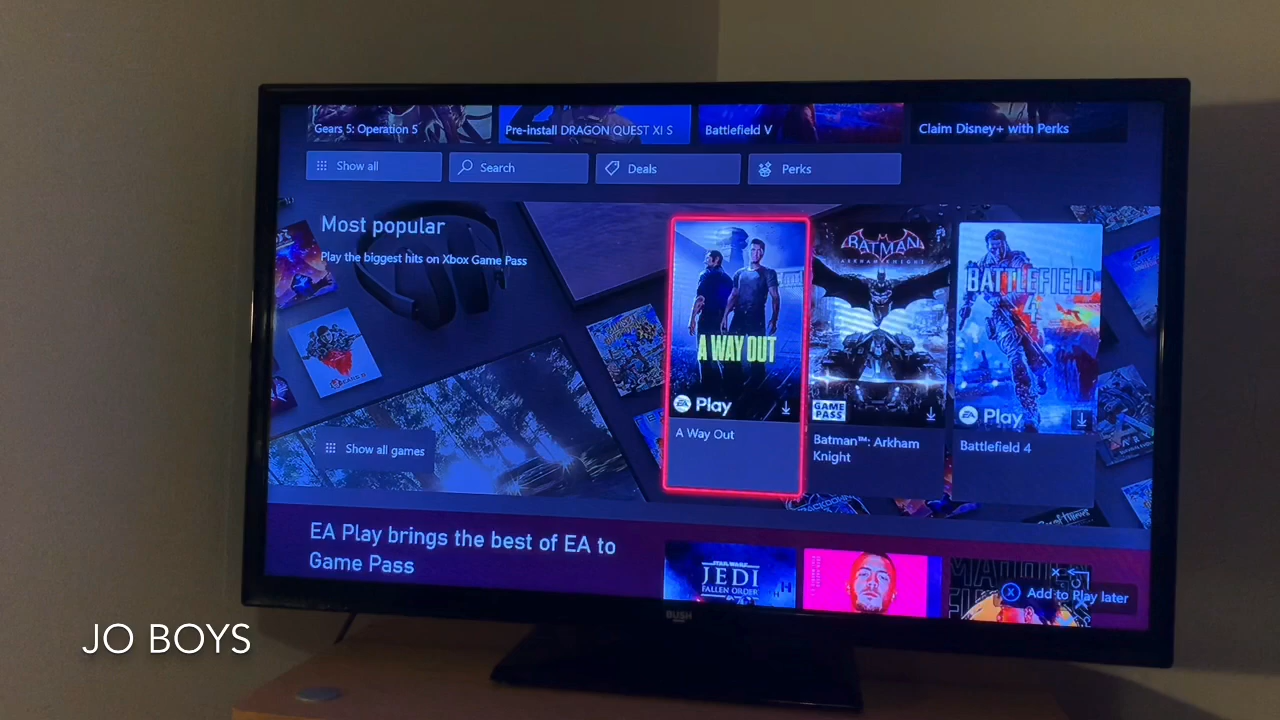 Gears 5: Operation 5
Pre-install DRAGON QUEST XI S
Battlefield V
Claim Disney+ with Perks
Show all
Search
Deals
Perks
Most popular
Play the biggest hits on Xbox Game Pass
BATMAN
ARKHAM KNIGHT
BATTLEFIELD
4
A WAY OUT
EA Play
GAME
PASS
EA Play
A Way Out
Batman™: Arkham
Knight
Battlefield 4
Show all games
EA Play brings the best of EA to
Game Pass
STAR WARS
JEDI
FALLEN ORDER
MADDEN
X Add to Play later
BUSH
JO BOYS